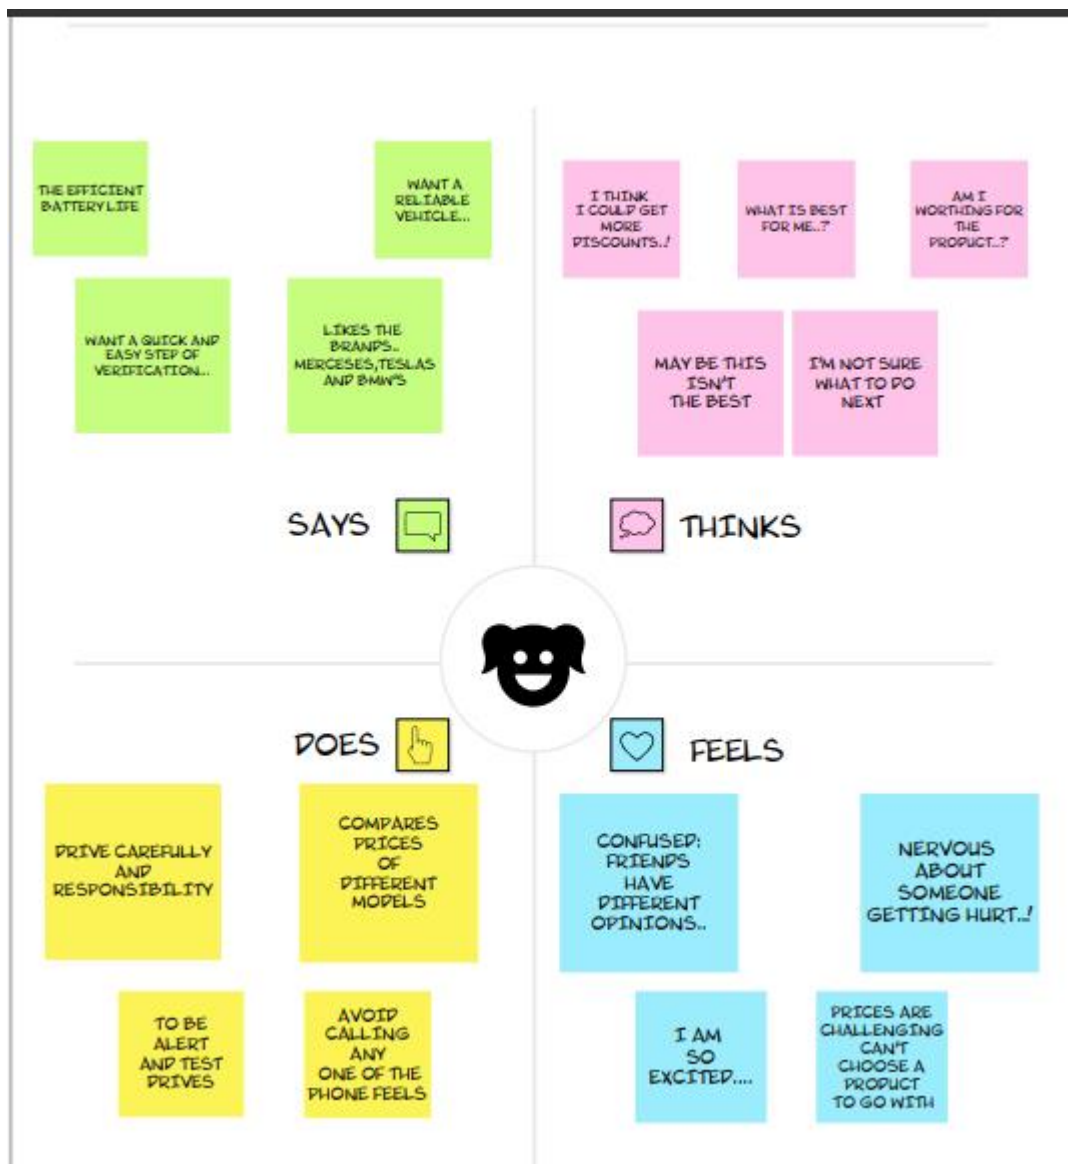 THE EFFICIENT
BATTERY LIFE
WANT A
RELIABLE
VEHICLE...
WANT A QUICK AND
EASY STEP OF
VERIFICATION...
LIKES THE
BRANDS..
MERCESES,TESLAS
AND BMW'S
SAYS
I THINK
I COULD GET
MORE
DISCOUNTS..!
WHAT IS BEST
FOR ME..?
AM I
WORTHING FOR
THE
PRODUCT..?
MAY BE THIS
ISN'T
THE BEST
I'M NOT SURE
WHAT TO DO
NEXT
THINKS
DOES
DRIVE CAREFULLY
AND
RESPONSIBILITY
COMPARES
PRICES
OF
DIFFERENT
MODELS
TO BE
ALERT
AND TEST
DRIVES
AVOID
CALLING
ANY
ONE OF THE
PHONE FEELS
FEELS
CONFUSED:
FRIENDS
HAVE
DIFFERENT
OPINIONS..
NERVOUS
ABOUT
SOMEONE
GETTING HURT..!
I AM
SO
EXCITED....
PRICES ARE
CHALLENGING
CAN'T
CHOOSE A
PRODUCT
TO GO WITH